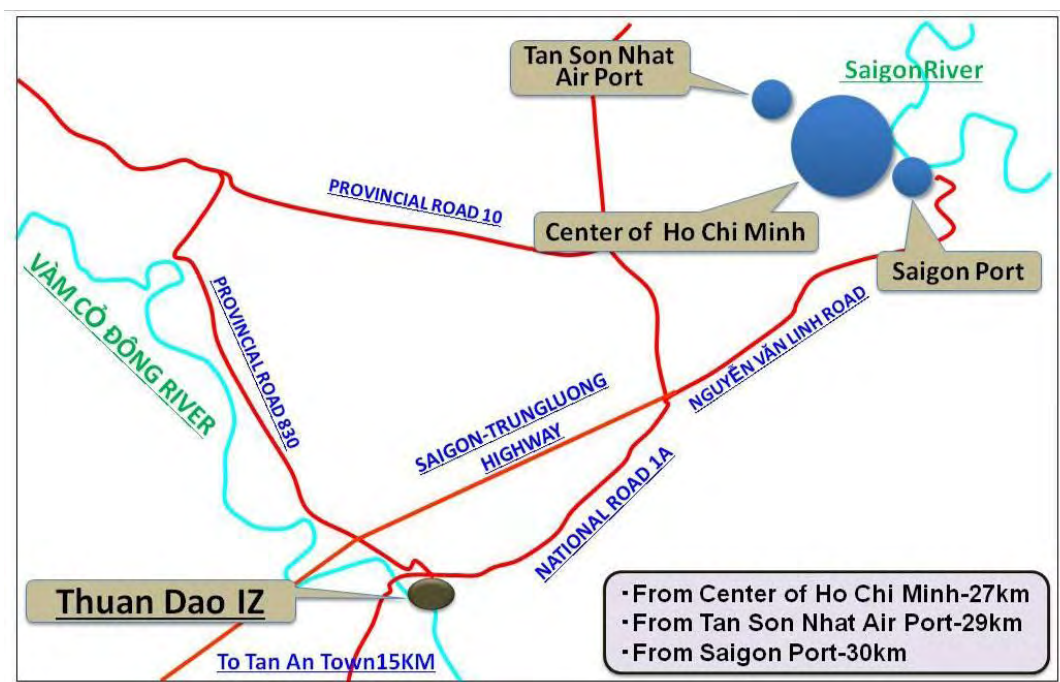 Tan Son Nhat
Air Port
SaigonRiver
PROVINCIAL ROAD 10
Center of Ho Chi Minh
Saigon Port
VÀM CỎ ĐÔNG RIVER
PROVINCIAL ROAD 830
NGUYỄN VĂN LINH ROAD
SAIGON-TRUNGLUONG
HIGHWAY
NATIONAL ROAD 1A
Thuan Dao IZ
To Tan An Town15KM
·From Center of Ho Chi Minh-27km
·From Tan Son Nhat Air Port-29km
·From Saigon Port-30km